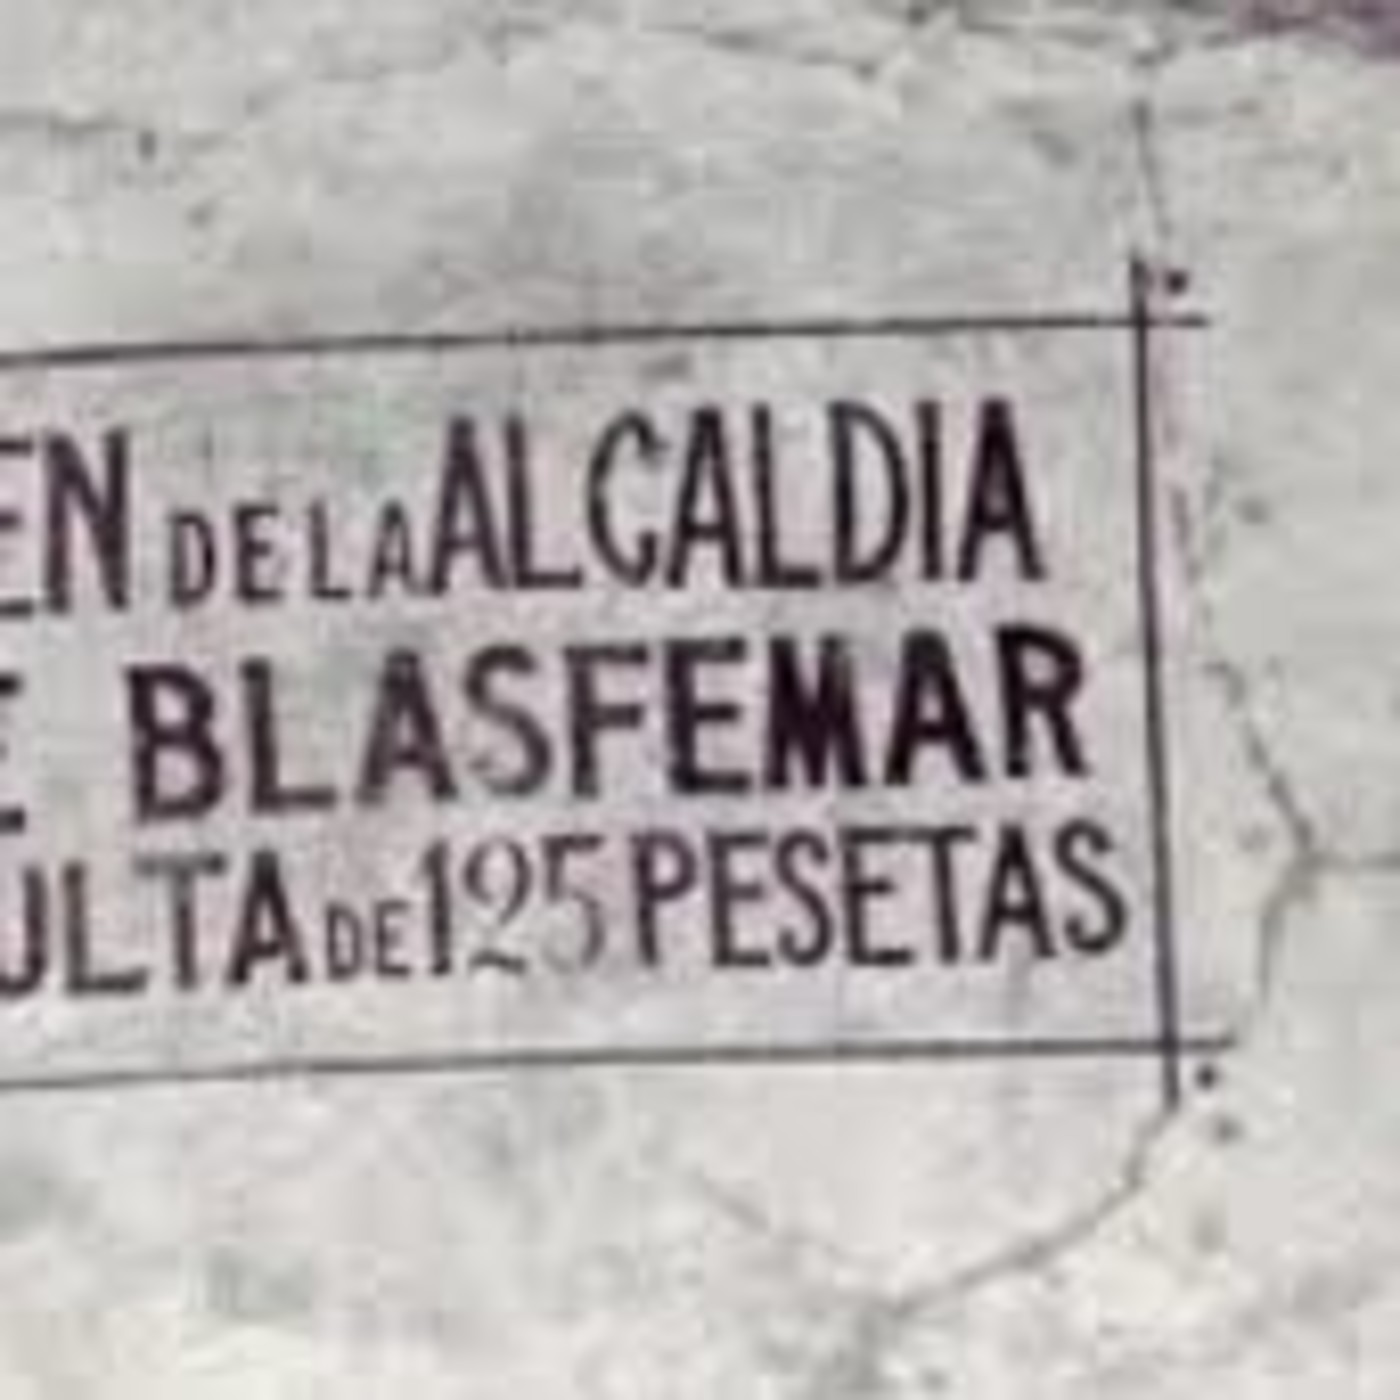 EN DE LA ALCALDIA
E BLASFEMAR
ULTA DE 125 PESETAS